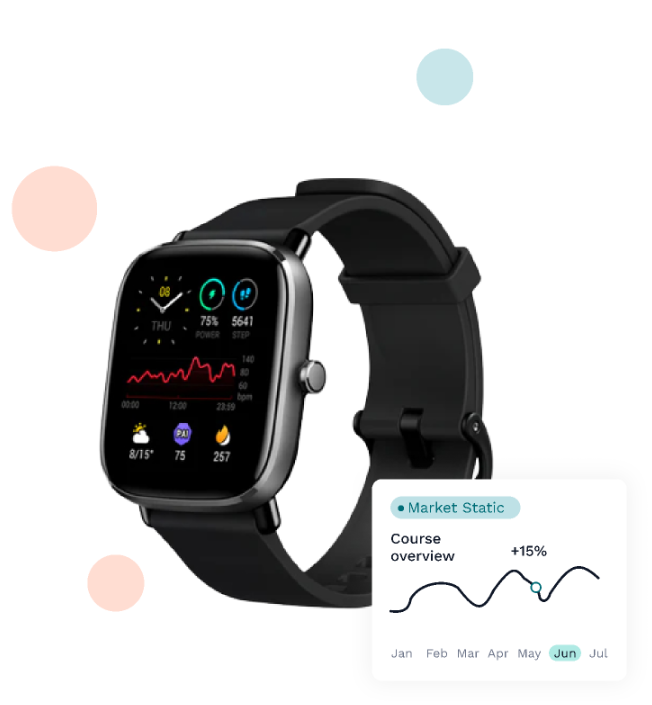 08
THU
75%
5641
POWER
STEP
140
80
60
bpm
00:00
12:00
23:59
PAI
8/15°
75
257
Market Static
Course
overview
+15%
Jan Feb Mar Apr May Jun Jul